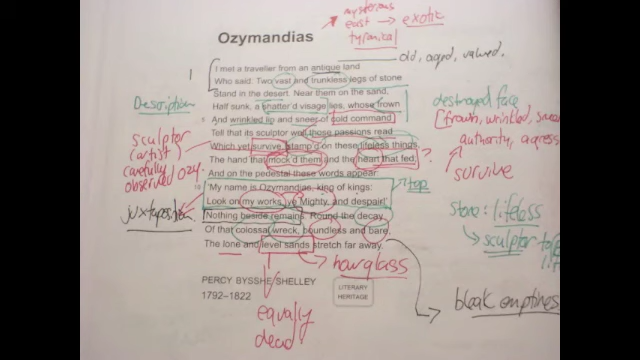 mysterious
east → exotic
tyranical
Ozymandias
old, aged, valued.
I met a traveller from an antique land
Who said: Two vast and trunkless legs of stone
Stand in the desert. Near them on the sand,
Half sunk, a shatter'd visage lies, whose frown
And wrinkled lip and sneer of cold command
Tell that its sculptor well those passions read
Which yet survive, stamp'd on these lifeless things,
The hand that mock'd them and the heart that fed;
And on the pedestal these words appear:
'My name is Ozymandias, king of kings:
Look on my works, ye Mighty, and despair!'
Nothing beside remains. Round the decay
Of that colossal wreck, boundless and bare,
The lone and level sands stretch far away.
1
Description
sculptor
(artist)
carefully
observed ozy.
juxtaposition
?
top
destroyed face
authority,
survive
stone: lifeless
sculptor
hourglass
bleak emptiness
equally
dead
PERCY BYSSHE SHELLEY
1792–1822
LITERARY
HERITAGE